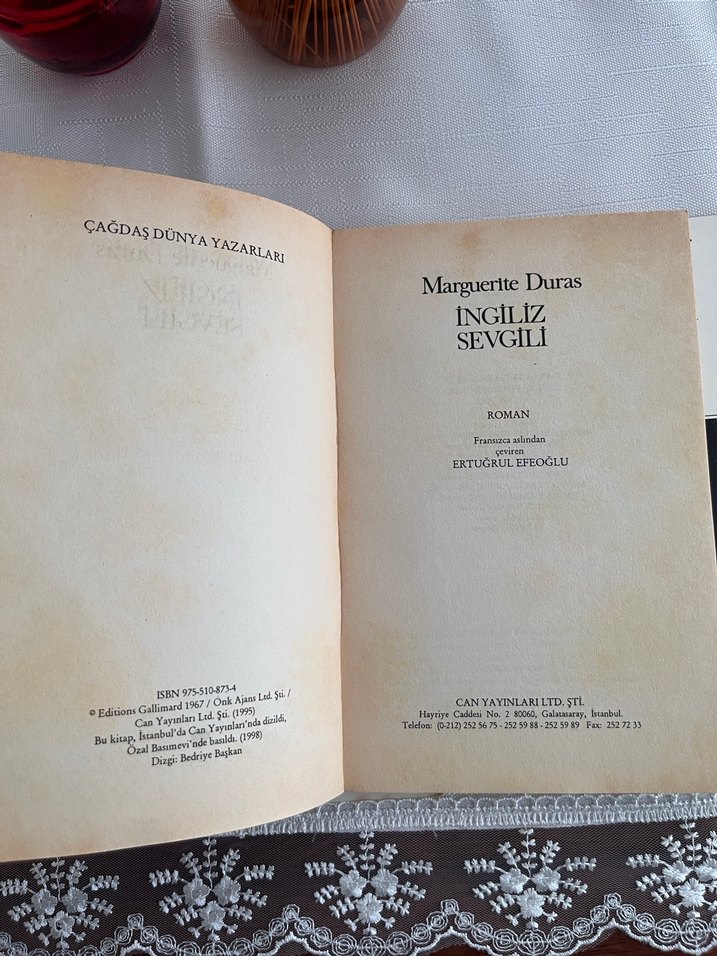 ÇAĞDAŞ DÜNYA YAZARLARI
ISBN 975-510-873-4
© Editions Gallimard 1967 / Onk Ajans Ltd. Şti. /
Can Yayınları Ltd. Şti. (1995)
Bu kitap, İstanbul'da Can Yayınları'nda dizildi,
Özal Basımevi'nde basıldı. (1998)
Dizgi: Bedriye Başkan
Marguerite Duras
İNGİLİZ
SEVGİLİ
ROMAN
Fransızca aslından
çeviren
ERTUĞRUL EFEOĞLU
CAN YAYINLARI LTD. ŞTİ.
Hayriye Caddesi No. 2 80060, Galatasaray, İstanbul.
Telefon: (0-212) 252 56 75 - 252 59 88 - 252 59 89 Fax: 252 72 33